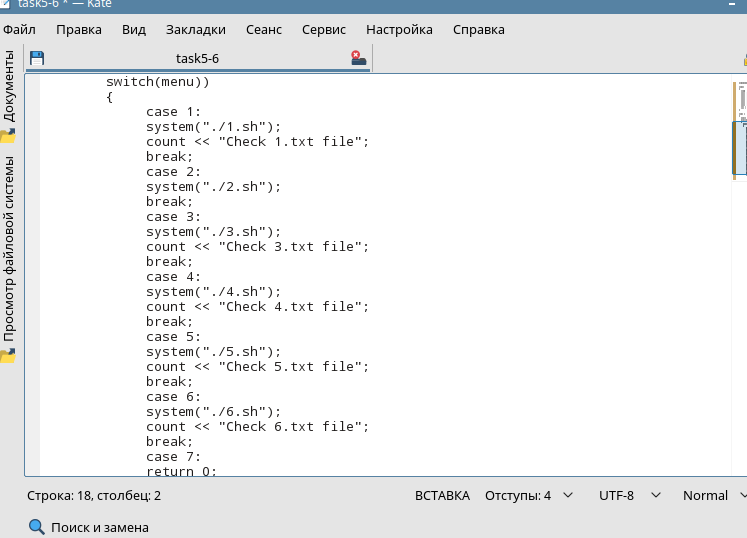 task5-6 * — Kate
Файл Правка Вид Закладки Сеанс Сервис Настройка Справка
Документы
Просмотр файловой системы
task5-6
switch(menu))
{
case 1:
system("./1.sh");
count << "Check 1.txt file";
break;
case 2:
system("./2.sh");
break;
case 3:
system("./3.sh");
count << "Check 3.txt file";
break;
case 4:
system("./4.sh");
count << "Check 4.txt file";
break;
case 5:
system("./5.sh");
count << "Check 5.txt file";
break;
case 6:
system("./6.sh");
count << "Check 6.txt file";
break;
case 7:
return 0;
Строка: 18, столбец: 2 ВСТАВКА Отступы: 4 UTF-8 Normal
Поиск и замена